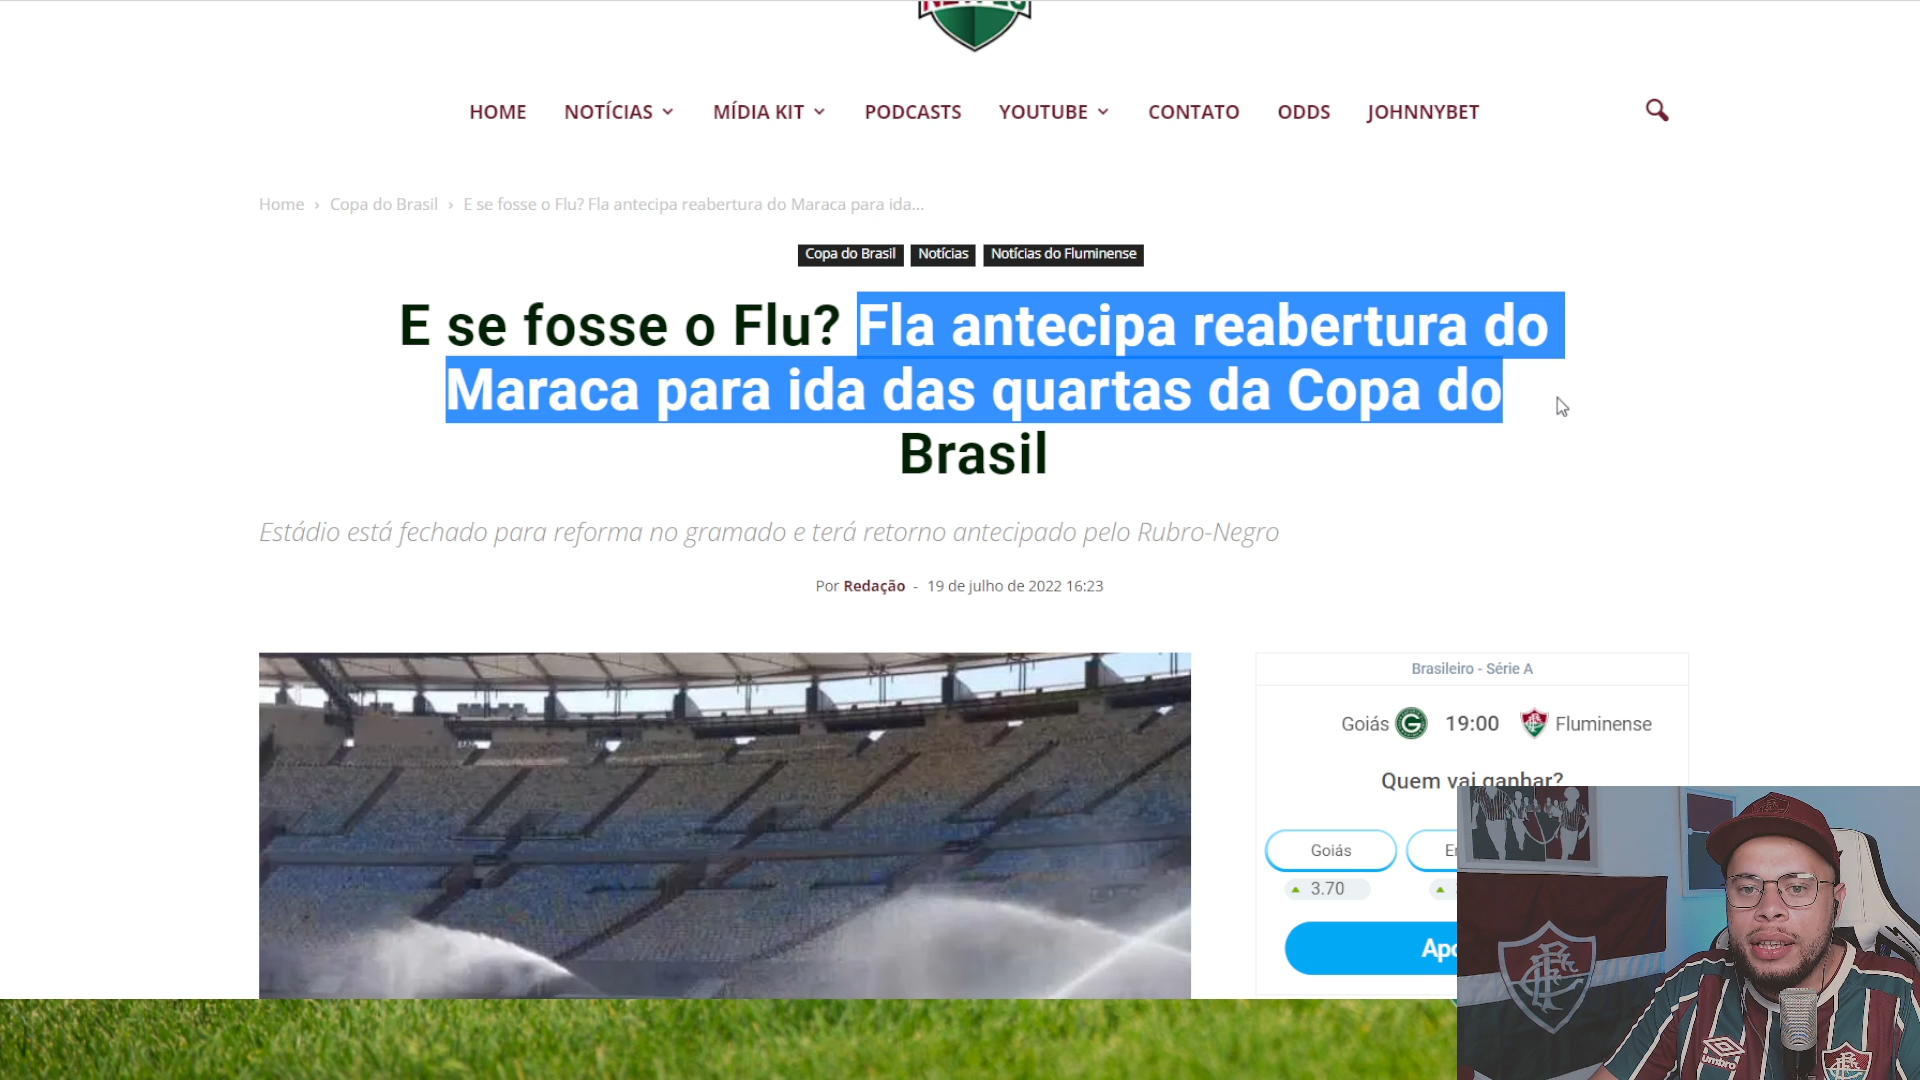 HOME NOTÍCIAS MÍDIA KIT PODCASTS YOUTUBE CONTATO ODDS JOHNNYBET
Home › Copa do Brasil › E se fosse o Flu? Fla antecipa reabertura do Maraca para ida...
Copa do Brasil Notícias Notícias do Fluminense
E se fosse o Flu? Fla antecipa reabertura do
Maraca para ida das quartas da Copa do
Brasil
Estádio está fechado para reforma no gramado e terá retorno antecipado pelo Rubro-Negro
Por Redação - 19 de julho de 2022 16:23
Brasileiro - Série A
Goiás 19:00 Fluminense
Quem vai ganhar?
Goiás
3.70
umbro